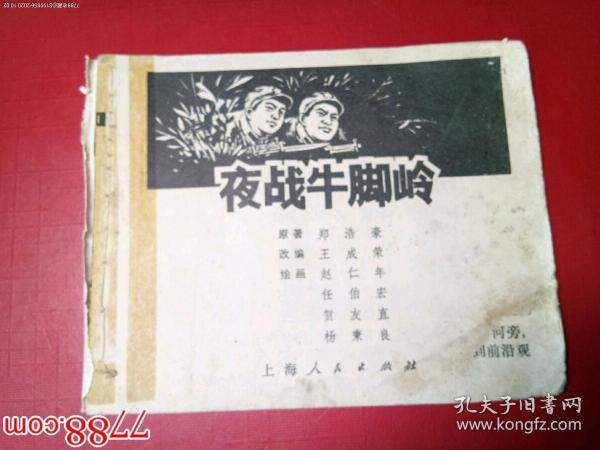 夜战牛脚岭
原著 郑浩豪
改编 王成荣
绘画 赵仁年
任伯宏
贺友直
杨秉良
上海人民出版社
河旁，
到前沿观
7788.com
孔夫子旧书网
www.kongfz.com